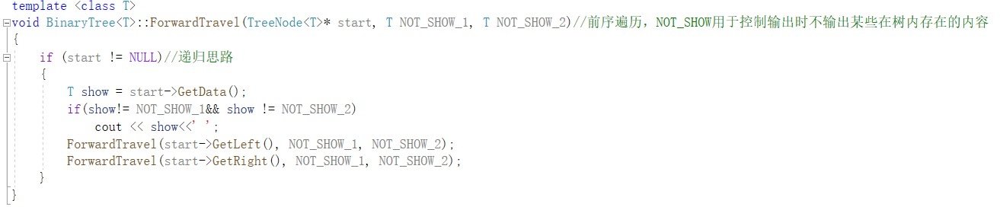 template <class T>
void BinaryTree<T>::ForwardTravel(TreeNode<T>* start, T NOT_SHOW_1, T NOT_SHOW_2)//前序遍历，NOT_SHOW用于控制输出时不输出某些在树内存在的内容
{
if (start != NULL)//递归思路
{
T show = start->GetData();
if(show!= NOT_SHOW_1&& show != NOT_SHOW_2)
cout << show<<' ';
ForwardTravel(start->GetLeft(), NOT_SHOW_1, NOT_SHOW_2);
ForwardTravel(start->GetRight(), NOT_SHOW_1, NOT_SHOW_2);
}
}